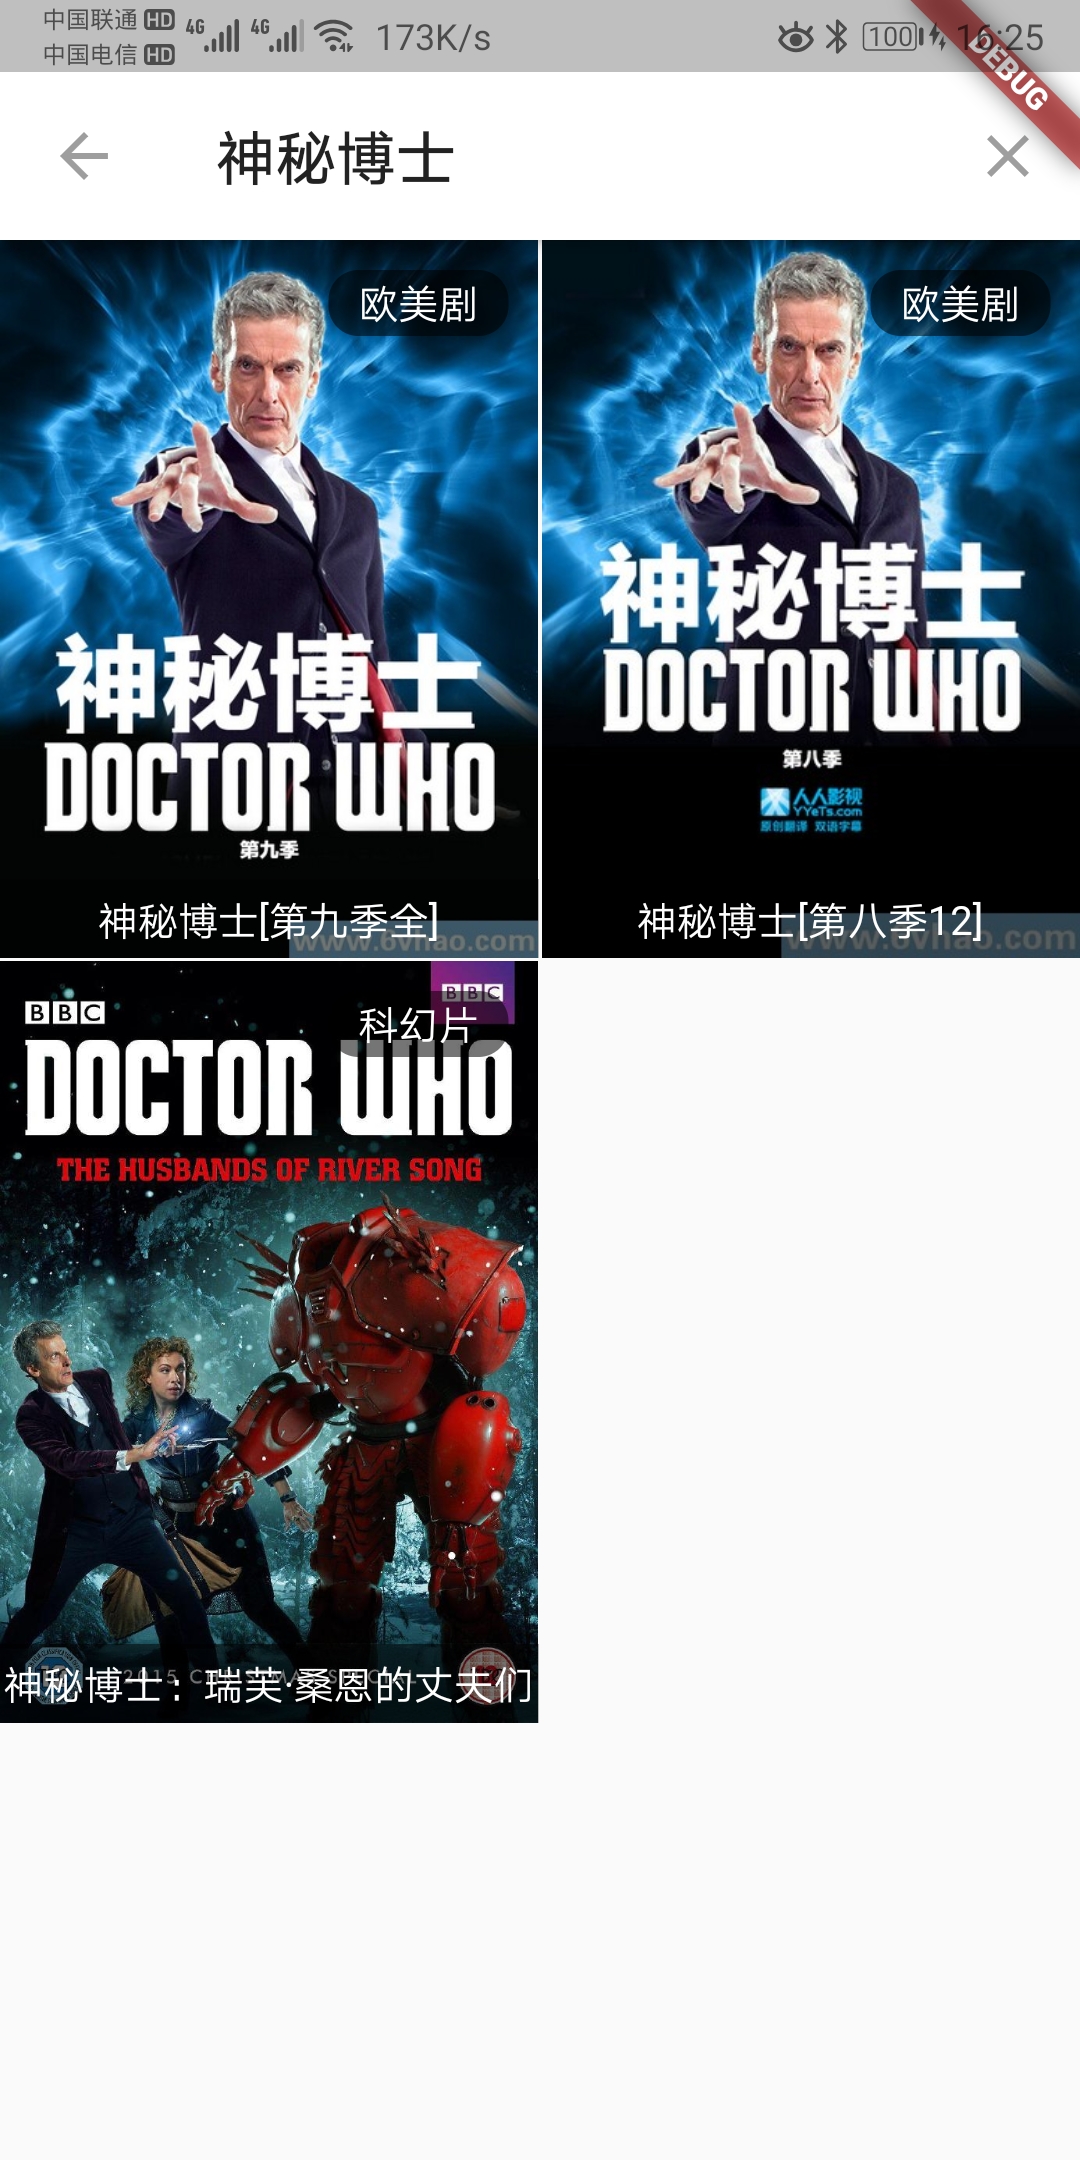 中国联通 HD 4G 4G 173K/s 100 16:25
中国电信 HD
DEBUG
神秘博士
欧美剧
神秘博士
DOCTOR WHO
第九季
www.6vhao.com
神秘博士[第九季全]
欧美剧
神秘博士
DOCTOR WHO
第八季
人人影视
YYeTs.com
原创翻译 双语字幕
www.6vhao.com
神秘博士[第八季12]
BBC
BBC
科幻片
DOCTOR WHO
THE HUSBANDS OF RIVER SONG
2015
神秘博士：瑞芙·桑恩的丈夫们